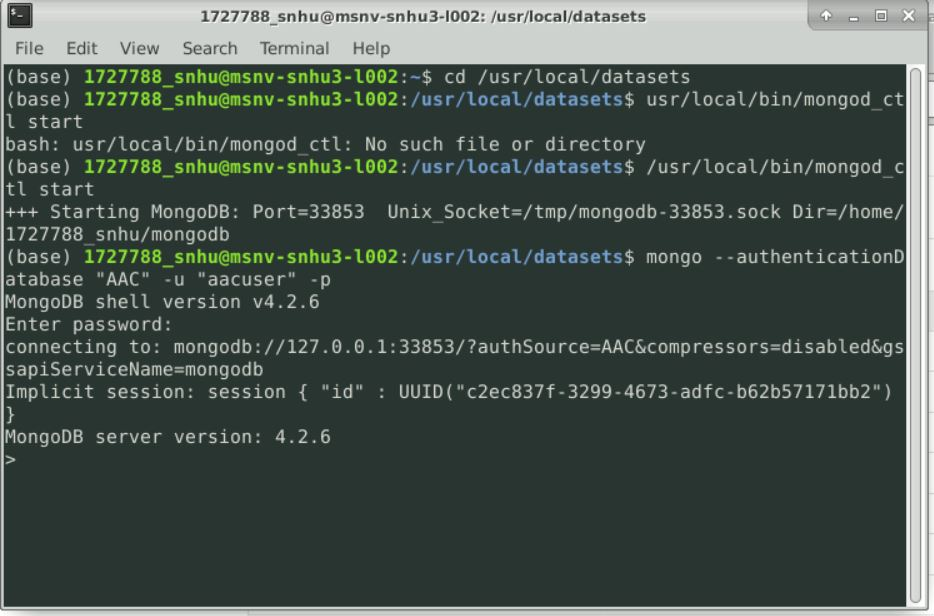 1727788_snhu@msnv-snhu3-l002: /usr/local/datasets
File Edit View Search Terminal Help
(base) 1727788_snhu@msnv-snhu3-l002:~$ cd /usr/local/datasets
(base) 1727788_snhu@msnv-snhu3-l002:/usr/local/datasets$ usr/local/bin/mongod_ct
l start
bash: usr/local/bin/mongod_ctl: No such file or directory
(base) 1727788_snhu@msnv-snhu3-l002:/usr/local/datasets$ /usr/local/bin/mongod_c
tl start
+++ Starting MongoDB: Port=33853  Unix_Socket=/tmp/mongodb-33853.sock Dir=/home/
1727788_snhu/mongodb
(base) 1727788_snhu@msnv-snhu3-l002:/usr/local/datasets$ mongo --authenticationD
atabase "AAC" -u "aacuser" -p
MongoDB shell version v4.2.6
Enter password:
connecting to: mongodb://127.0.0.1:33853/?authSource=AAC&compressors=disabled&gs
sapiServiceName=mongodb
Implicit session: session { "id" : UUID("c2ec837f-3299-4673-adfc-b62b57171bb2")
}
MongoDB server version: 4.2.6
>